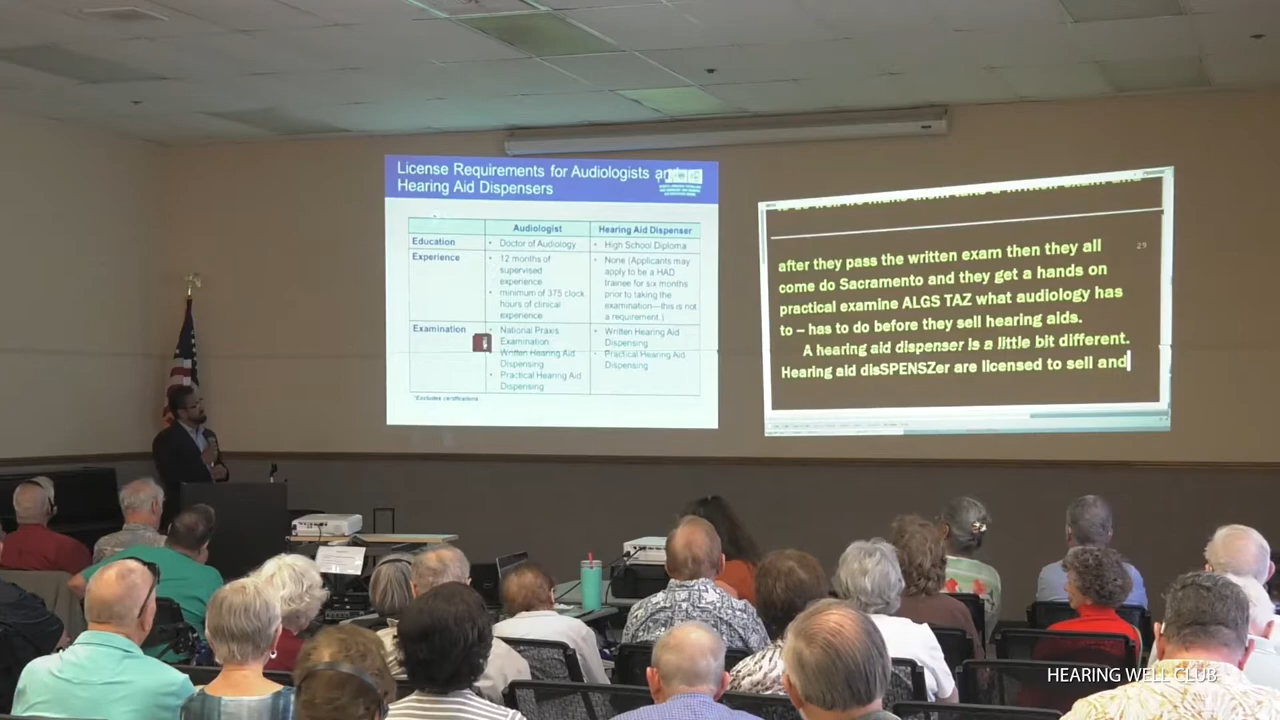 License Requirements for Audiologists
Hearing Aid Dispensers
Audiologist
Hearing Aid Dispenser
Education
• Doctor of Audiology
• High School Diploma
Experience
• 12 months of
supervised
experience
• minimum of 375 clock
hours of clinical
experience.
• None (Applicants may
apply to be a HAD
trainee for six months
prior to taking the
examination—this is not
a requirement.)
Examination
• National Praxis
Examination
• Written Hearing Aid
Dispensing
• Practical Hearing Aid
Dispensing
• Written Hearing Aid
Dispensing
• Practical Hearing Aid
Dispensing
*Excludes certifications
29
after they pass the written exam then they all
come do Sacramento and they get a hands on
practical examine ALGS TAZ what audiology has
to – has to do before they sell hearing aids.
A hearing aid dispenser is a little bit different.
Hearing aid disSPENSZer are licensed to sell and
HEARING WELL CLUB